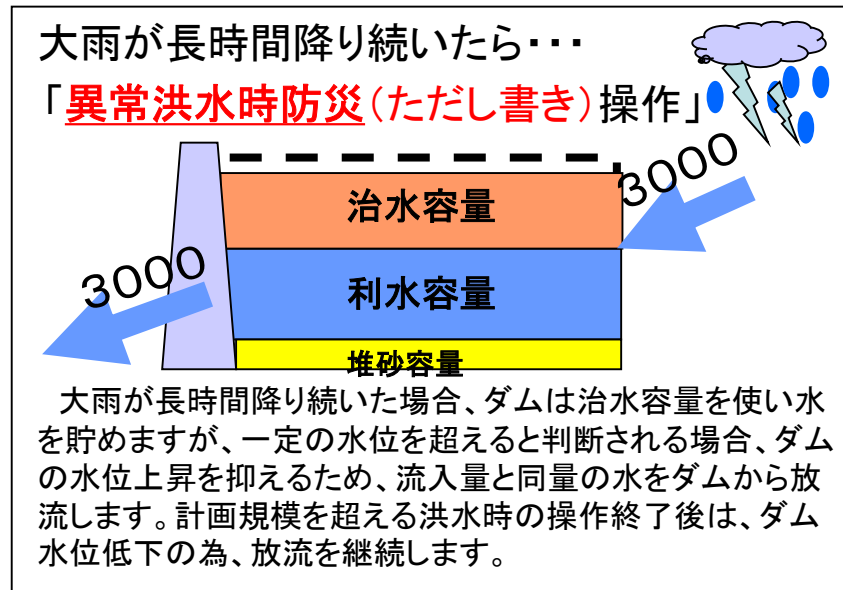 大雨が長時間降り続いたら・・・
「異常洪水時防災（ただし書き）操作」
3000
治水容量
3000
利水容量
堆砂容量
大雨が長時間降り続いた場合、ダムは治水容量を使い水
を貯めますが、一定の水位を超えると判断される場合、ダム
の水位上昇を抑えるため、流入量と同量の水をダムから放
流します。計画規模を超える洪水時の操作終了後は、ダム
水位低下の為、放流を継続します。